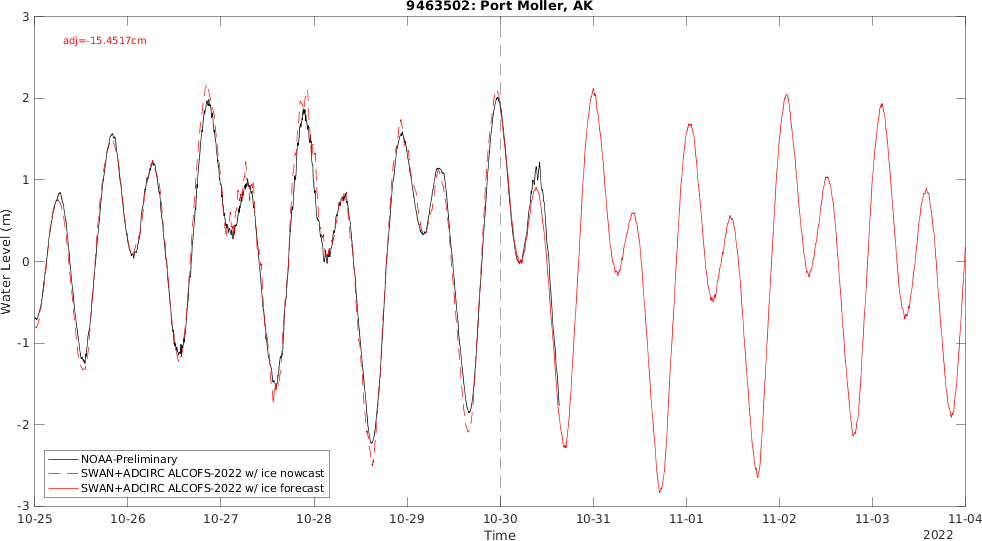 9463502: Port Moller, AK
adj=-15.4517cm
3
2
1
0
-1
-2
-3
Water Level (m)
NOAA-Preliminary
SWAN+ADCIRC ALCOFS-2022 w/ ice nowcast
SWAN+ADCIRC ALCOFS-2022 w/ ice forecast
10-25 10-26 10-27 10-28 10-29 10-30 10-31 11-01 11-02 11-03 11-04
Time
2022